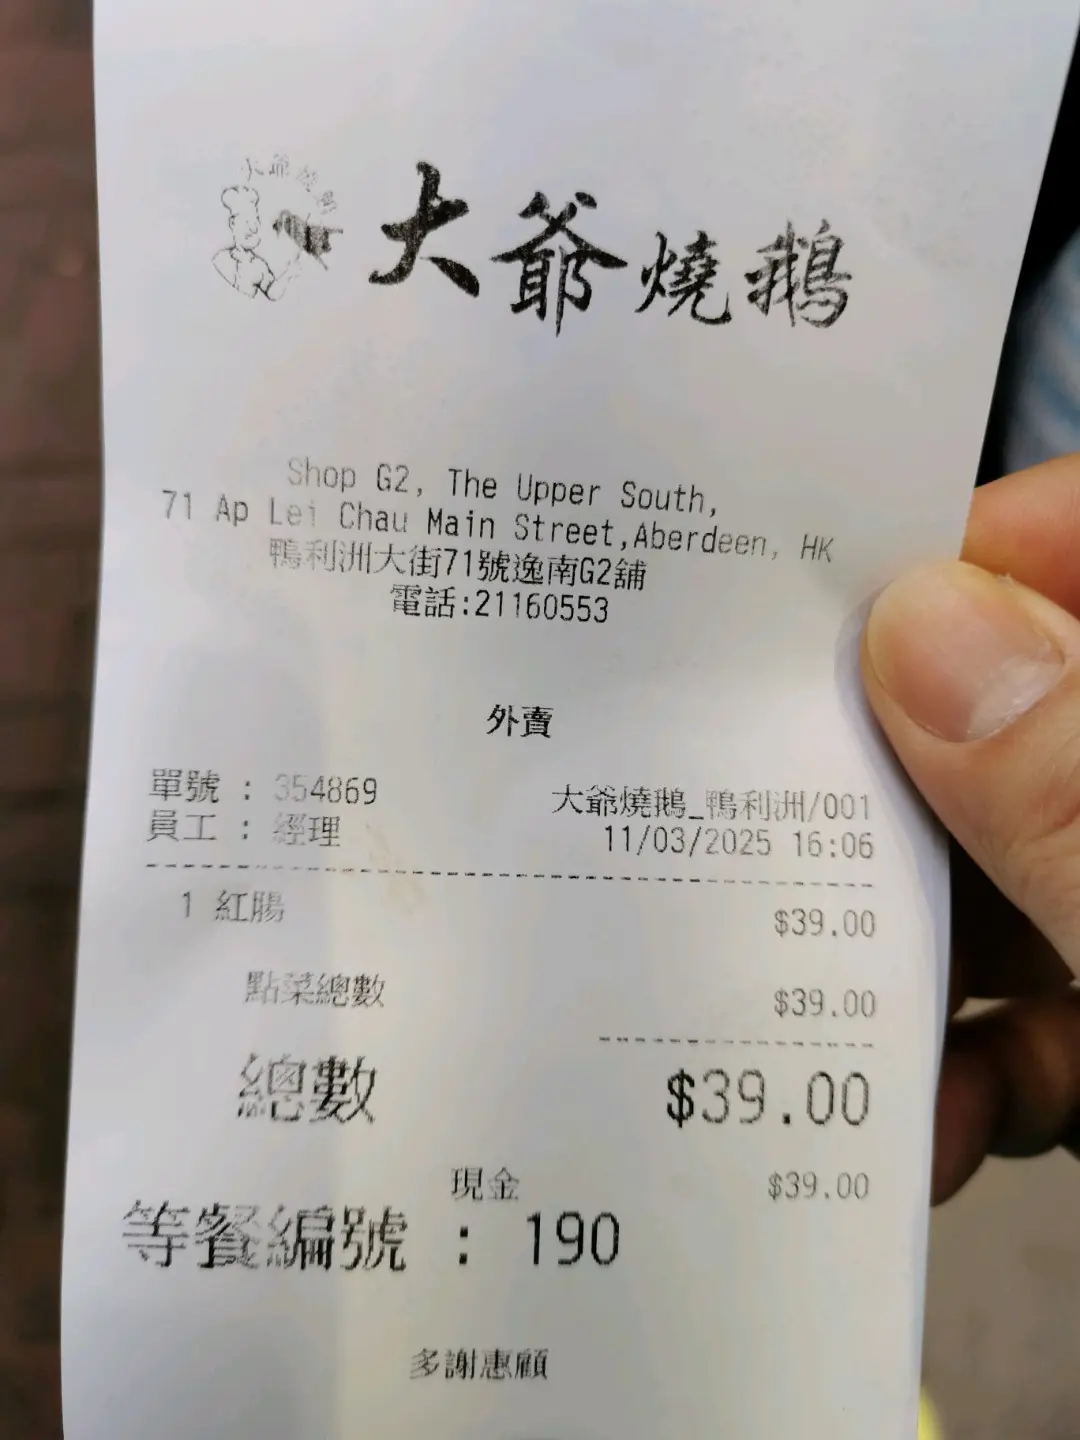 大爺燒鵝
大爺燒鵝
Shop G2, The Upper South,
71 Ap Lei Chau Main Street,Aberdeen, HK
鴨利洲大街71號逸南G2舖
電話:21160553
外賣
單號 : 354869
大爺燒鵝_鴨利洲/001
員工 : 經理
11/03/2025 16:06
1 紅腸 $39.00
點菜總數 $39.00
總數 $39.00
現金 $39.00
等餐編號 : 190
多謝惠顧